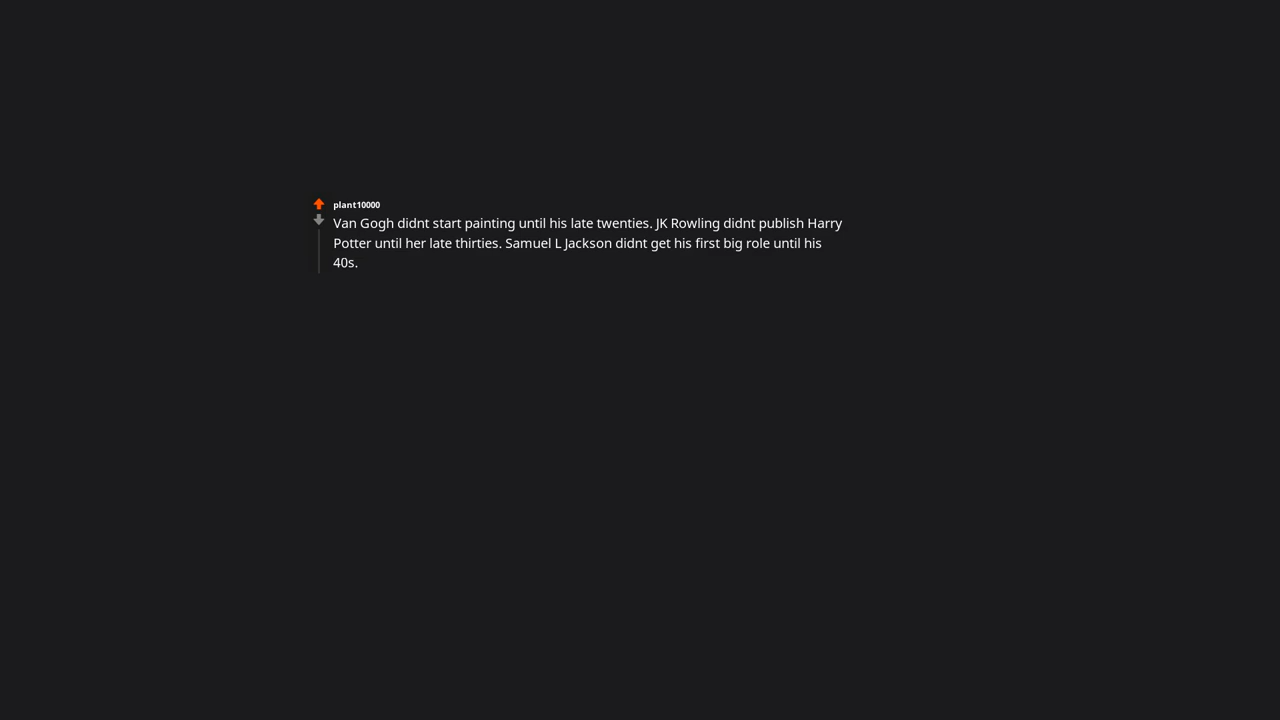 plant10000
Van Gogh didnt start painting until his late twenties. JK Rowling didnt publish Harry
Potter until her late thirties. Samuel L Jackson didnt get his first big role until his
40s.